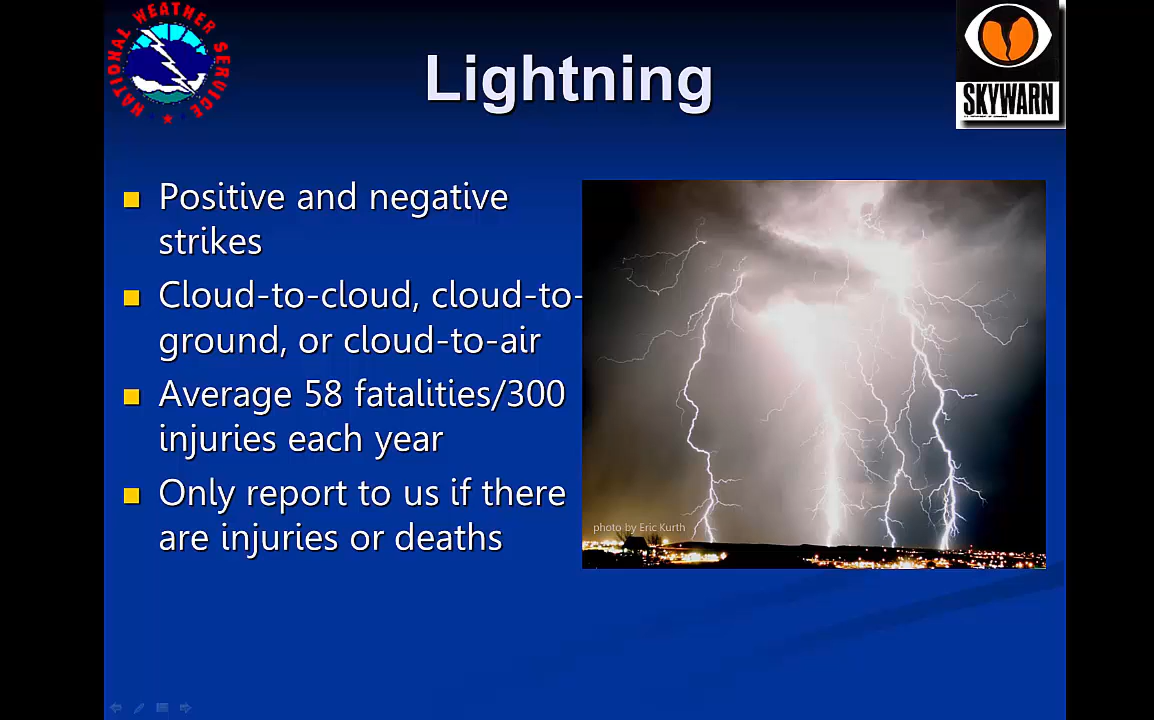 NATIONAL WEATHER SERVICE
Lightning
SKYWARN
Positive and negative
strikes
Cloud-to-cloud, cloud-to-
ground, or cloud-to-air
Average 58 fatalities/300
injuries each year
Only report to us if there
are injuries or deaths
photo by Eric Kurth